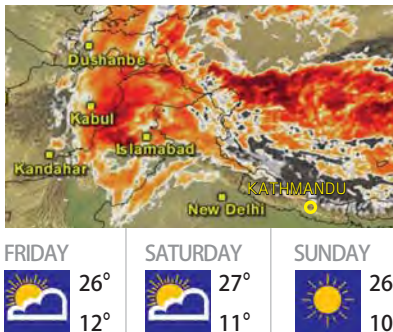 Dushanbe
Kabul
Islamabad
Kandahar
KATHMANDU
New Delhi
FRIDAY
26°
12°
SATURDAY
27°
11°
SUNDAY
26
10